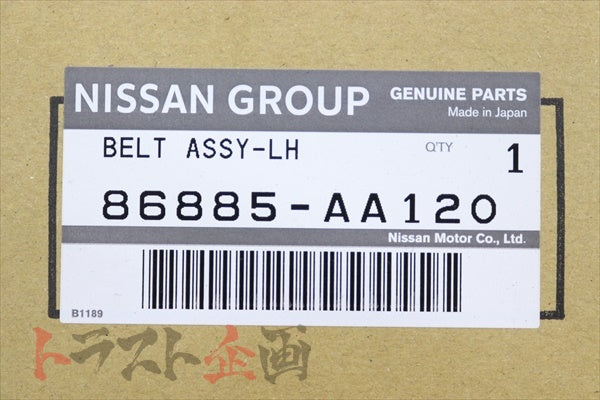 NISSAN GROUP
GENUINE PARTS
Made in Japan
BELT ASSY-LH
Q'TY 1
86885-AA120
Nissan Motor Co., Ltd.
B1189
トラスト企画